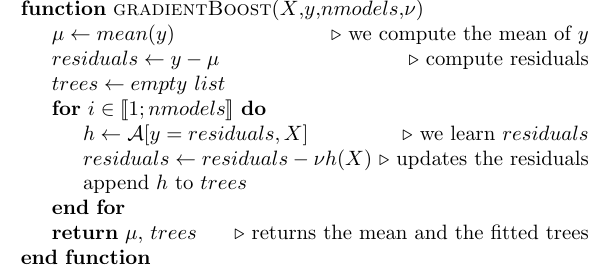 function GRADIENTBOOST(X,y,nmodels,ν)
μ ← mean(y) ▷ we compute the mean of y
residuals ← y − μ ▷ compute residuals
trees ← empty list
for i ∈ ⟦1; nmodels⟧ do
h ← 𝒜[y = residuals, X] ▷ we learn residuals
residuals ← residuals − νh(X) ▷ updates the residuals
append h to trees
end for
return μ, trees ▷ returns the mean and the fitted trees
end function